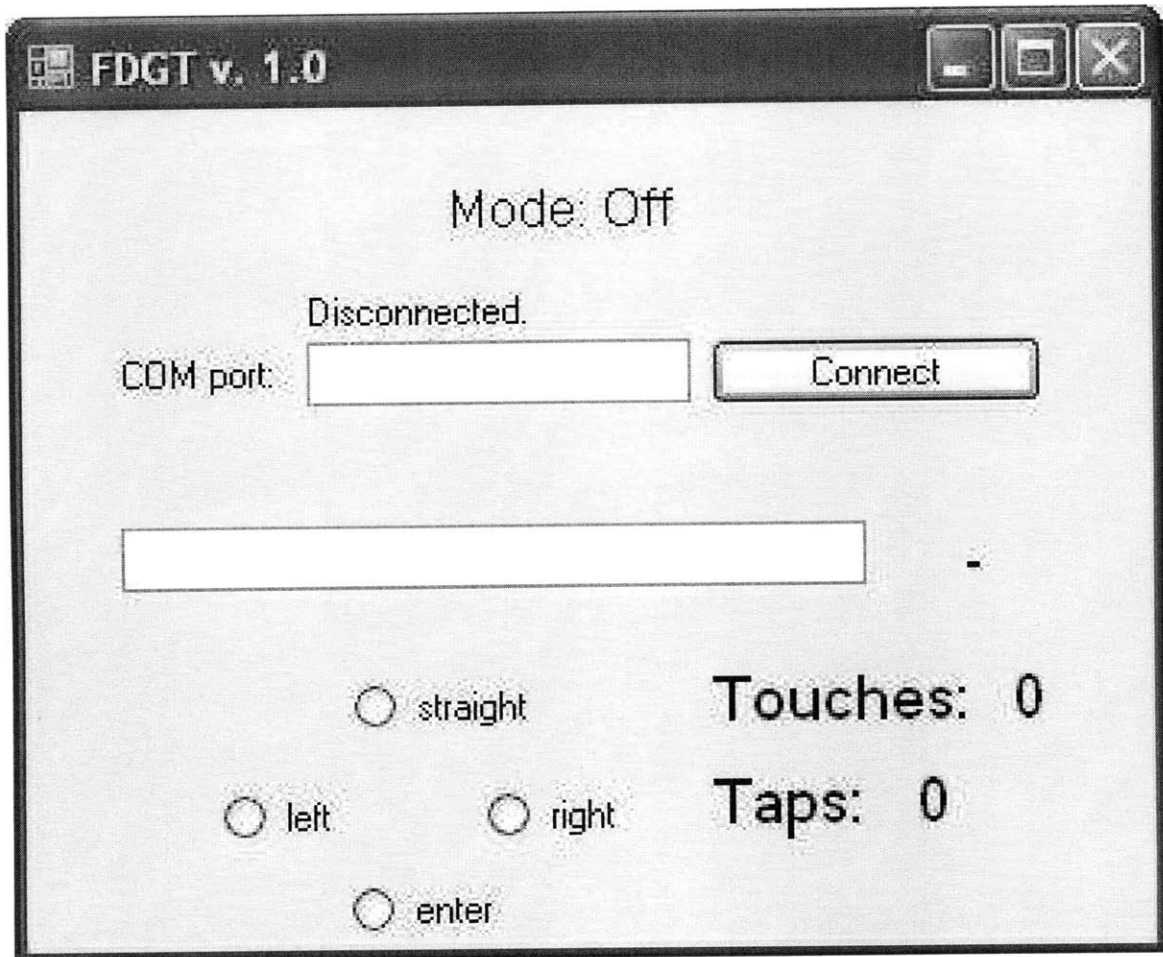 FDGT v. 1.0
Mode: Off
Disconnected.
COM port:
Connect
-
straight
Touches: 0
left
right
Taps: 0
enter